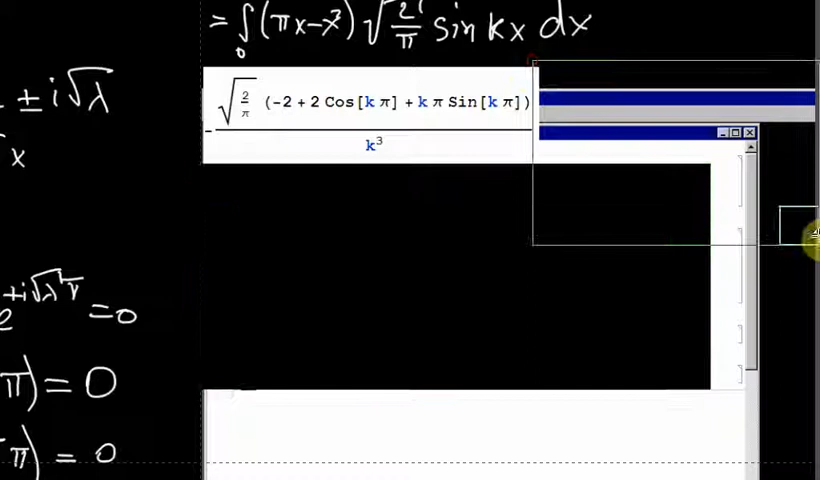 = ∫₀ (πx-x²) √(2/π) sin kx dx
± i√λ
x
- √(2/π) (-2 + 2 Cos[k π] + k π Sin[k π]) / k³
e^(+i√λ π) = 0
π) = 0
π) = 0